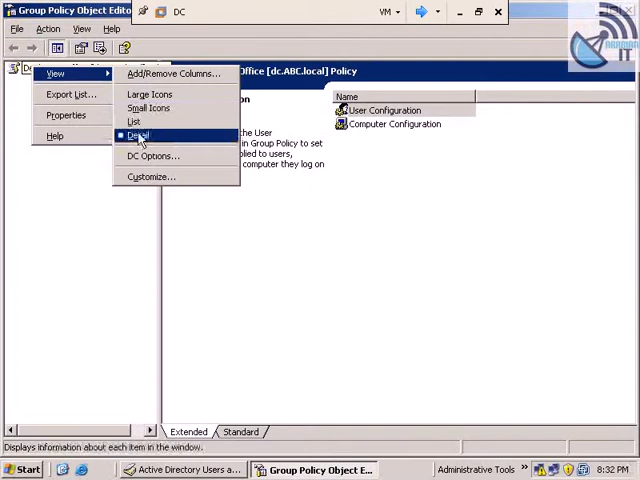 Group Policy Object Edito
DC
VM
File Action View Help
De
View
Export List...
Properties
Help
Add/Remove Columns...
Large Icons
Small Icons
List
Detail
DC Options...
Customize...
Office [dc.ABC.local] Policy
on
the User
in Group Policy to set
plied to users,
computer they log on
Name
User Configuration
Computer Configuration
Extended Standard
Displays information about each item in the window.
Start
Active Directory Users a...
Group Policy Object E...
Administrative Tools
8:32 PM